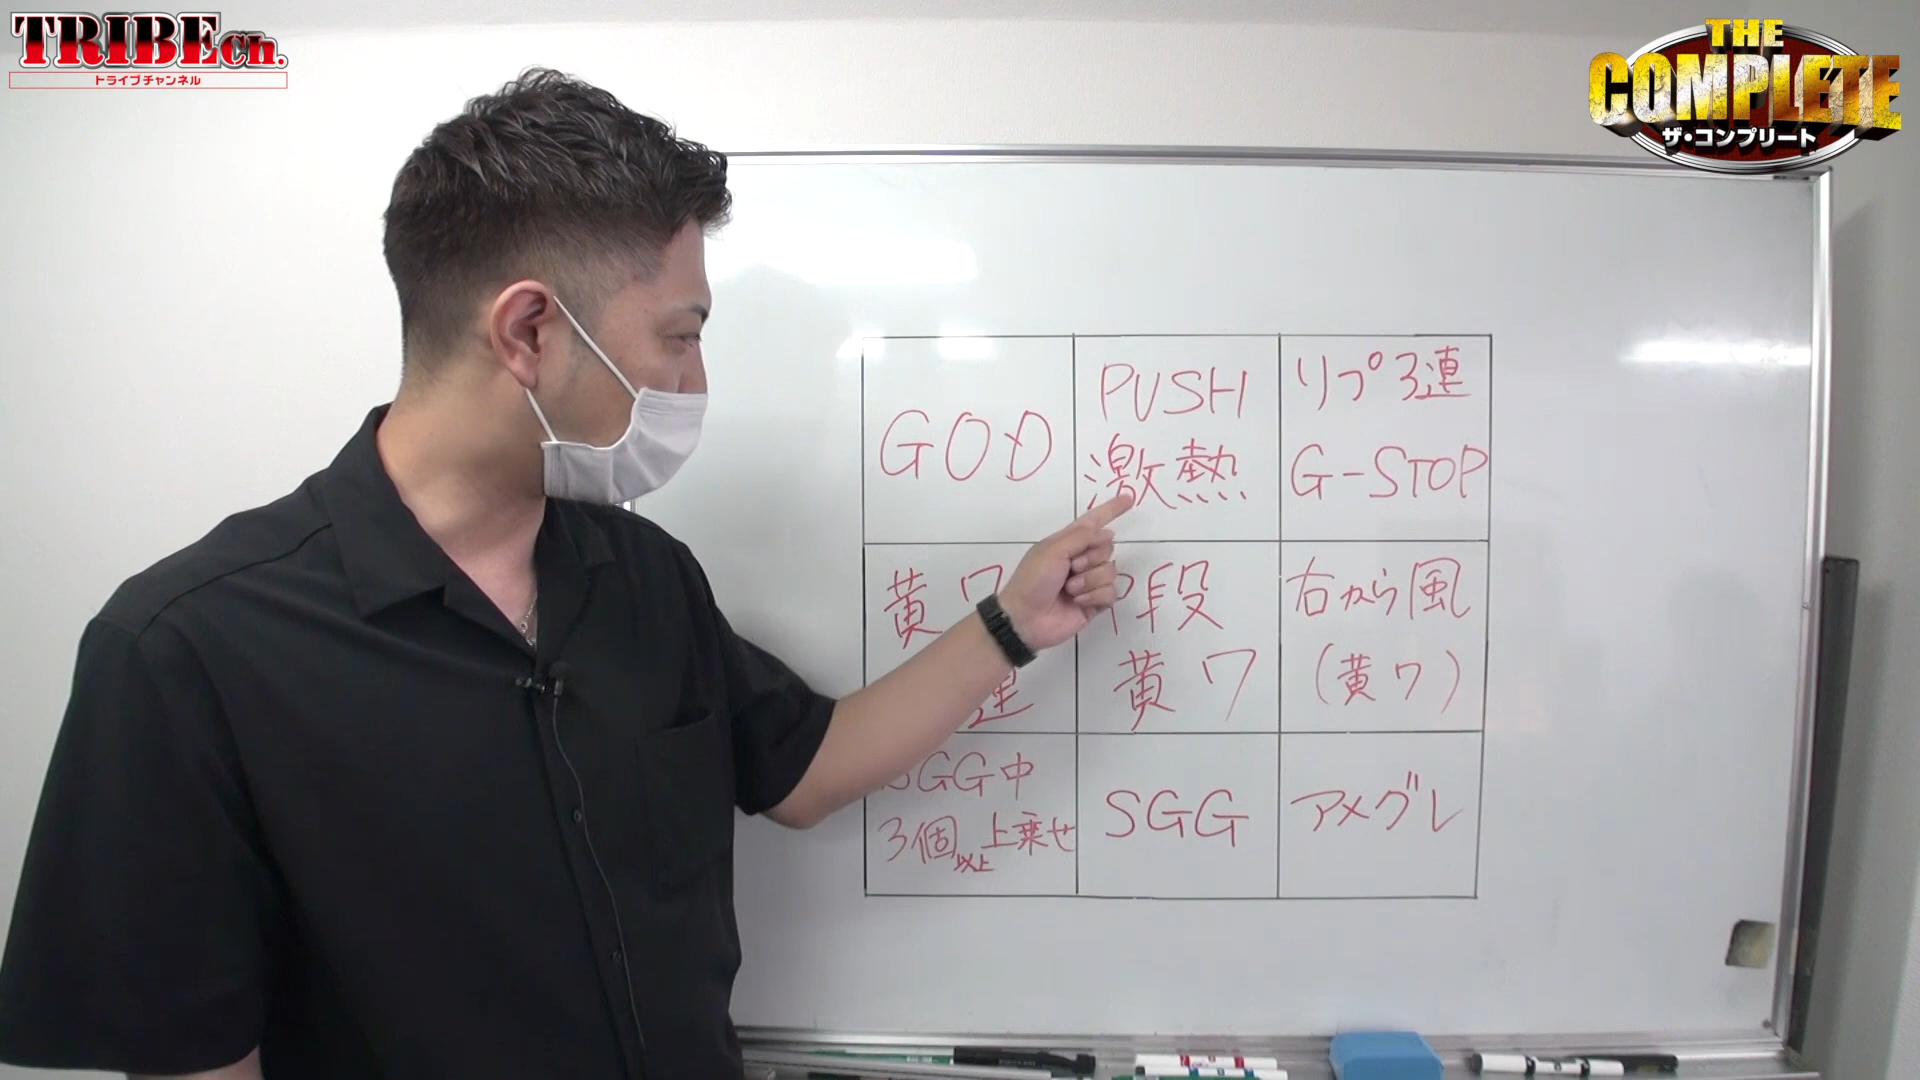 TRIBE Ch.
トライブチャンネル
THE
COMPLETE
ザ・コンプリート
GOD
PUSH
激熱
リプ3連
G-STOP
黄7
連
中段
黄7
右から風
(黄7)
SGG中
3個以上上乗せ
SGG
アメグレ